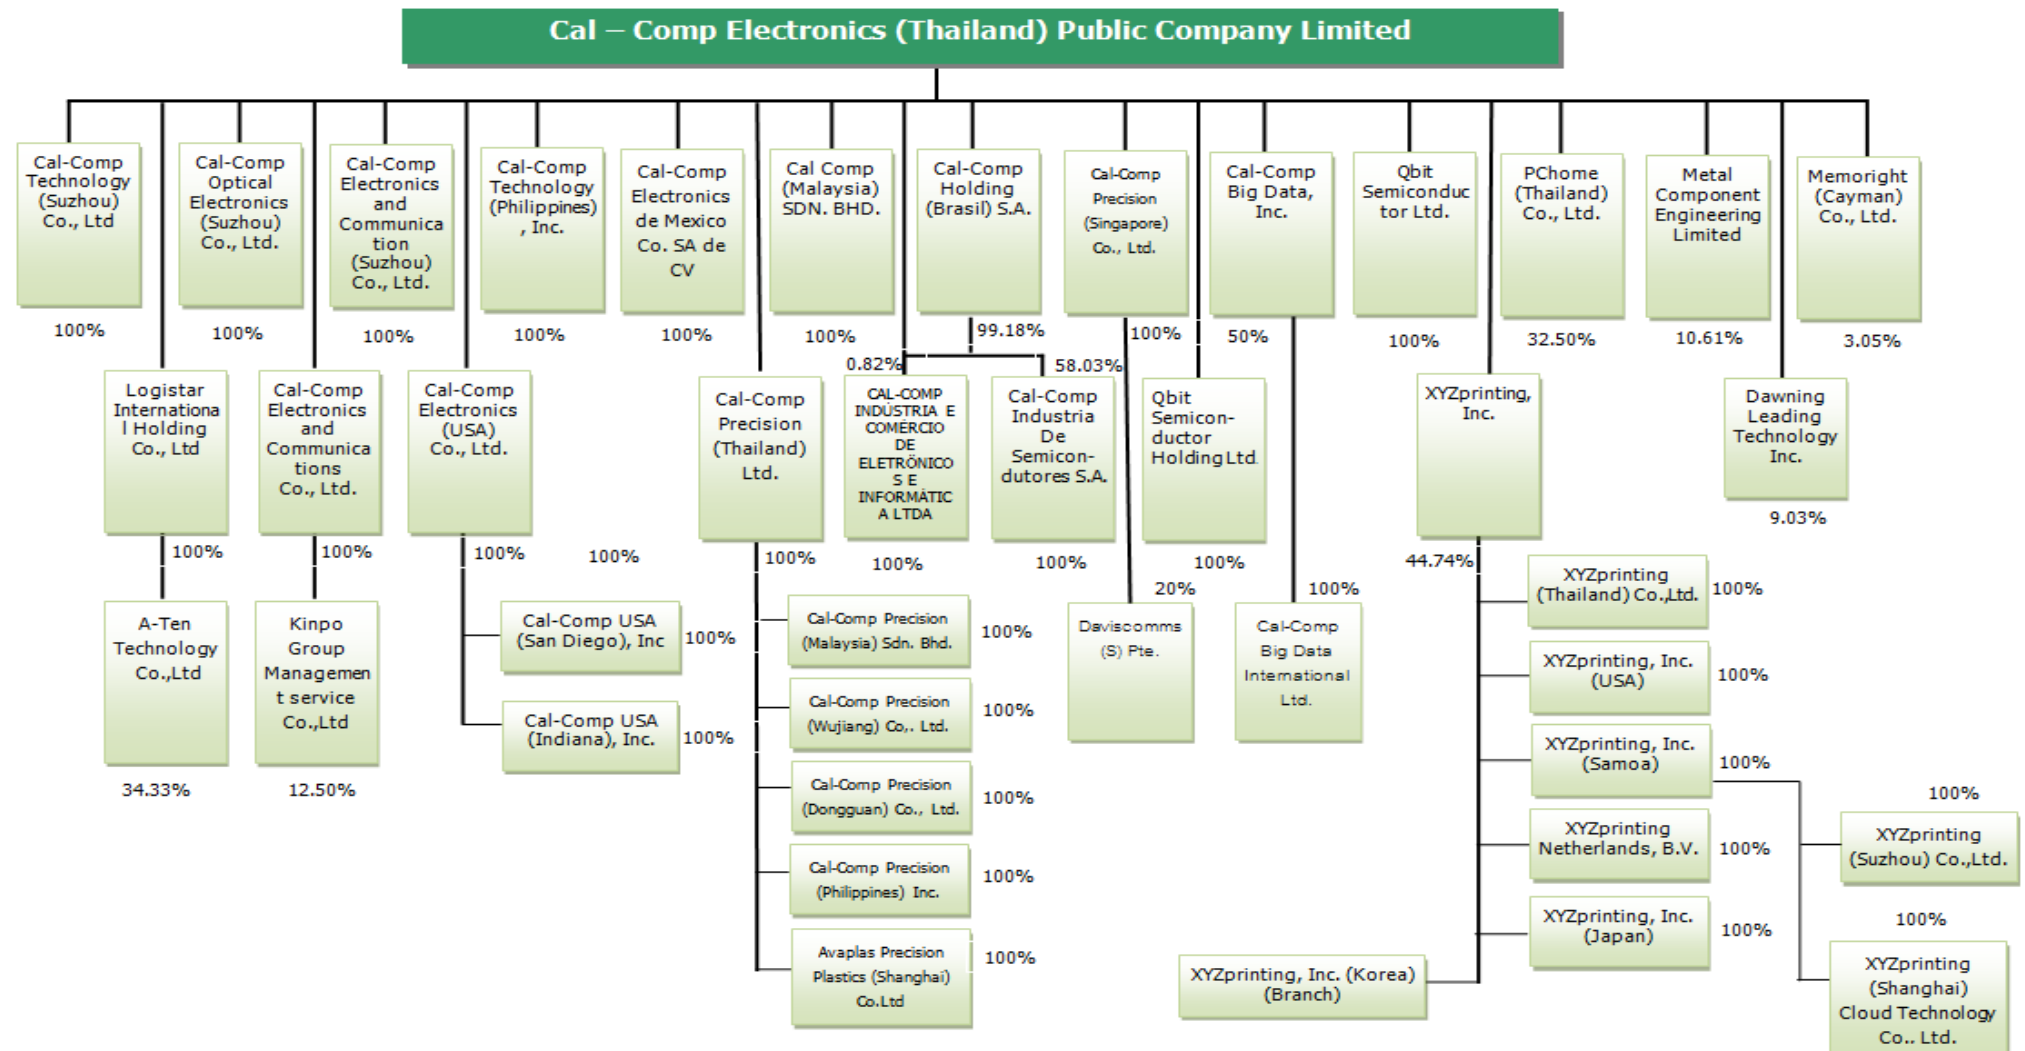 Cal – Comp Electronics (Thailand) Public Company Limited
Cal-Comp
Technology
(Suzhou)
Co., Ltd
100%
Cal-Comp
Optical
Electronics
(Suzhou)
Co., Ltd.
100%
Cal-Comp
Electronics
and
Communica
tion
(Suzhou)
Co., Ltd.
100%
Cal-Comp
Technology
(Philippines)
, Inc.
100%
Cal-Comp
Electronics
de Mexico
Co. SA de
CV
100%
Cal Comp
(Malaysia)
SDN. BHD.
100%
Cal-Comp
Holding
(Brasil) S.A.
99.18%
Cal-Comp
Precision
(Singapore)
Co., Ltd.
100%
Cal-Comp
Big Data,
Inc.
50%
Qbit
Semiconduc
tor Ltd.
100%
PChome
(Thailand)
Co., Ltd.
32.50%
Metal
Component
Engineering
Limited
10.61%
Memoright
(Cayman)
Co., Ltd.
3.05%
Logistar
Internationa
l Holding
Co., Ltd
100%
Cal-Comp
Electronics
and
Communica
tions
Co., Ltd.
100%
Cal-Comp
Electronics
(USA)
Co., Ltd.
100%
100%
Cal-Comp
Precision
(Thailand)
Ltd.
100%
0.82%
CAL-COMP
INDÚSTRIA E
COMÉRCIO
DE
ELETRÔNICO
S E
INFORMÁTIC
A LTDA
100%
58.03%
Cal-Comp
Industria
De
Semicon-
dutores S.A.
100%
Qbit
Semicon-
ductor
Holding Ltd.
100%
XYZprinting,
Inc.
44.74%
Dawning
Leading
Technology
Inc.
9.03%
A-Ten
Technology
Co.,Ltd
34.33%
Kinpo
Group
Managemen
t service
Co.,Ltd
12.50%
Cal-Comp USA
(San Diego), Inc
100%
Cal-Comp USA
(Indiana), Inc.
100%
Cal-Comp Precision
(Malaysia) Sdn. Bhd.
100%
Cal-Comp Precision
(Wujiang) Co,. Ltd.
100%
Cal-Comp Precision
(Dongguan) Co., Ltd.
100%
Cal-Comp Precision
(Philippines) Inc.
100%
Avaplas Precision
Plastics (Shanghai)
Co.Ltd
100%
20%
Daviscomms
(S) Pte.
100%
Cal-Comp
Big Data
International
Ltd.
XYZprinting
(Thailand) Co.,Ltd.
100%
XYZprinting, Inc.
(USA)
100%
XYZprinting, Inc.
(Samoa)
100%
XYZprinting
Netherlands, B.V.
100%
XYZprinting, Inc.
(Japan)
100%
XYZprinting, Inc. (Korea)
(Branch)
100%
XYZprinting
(Suzhou) Co.,Ltd.
100%
XYZprinting
(Shanghai)
Cloud Technology
Co.. Ltd.